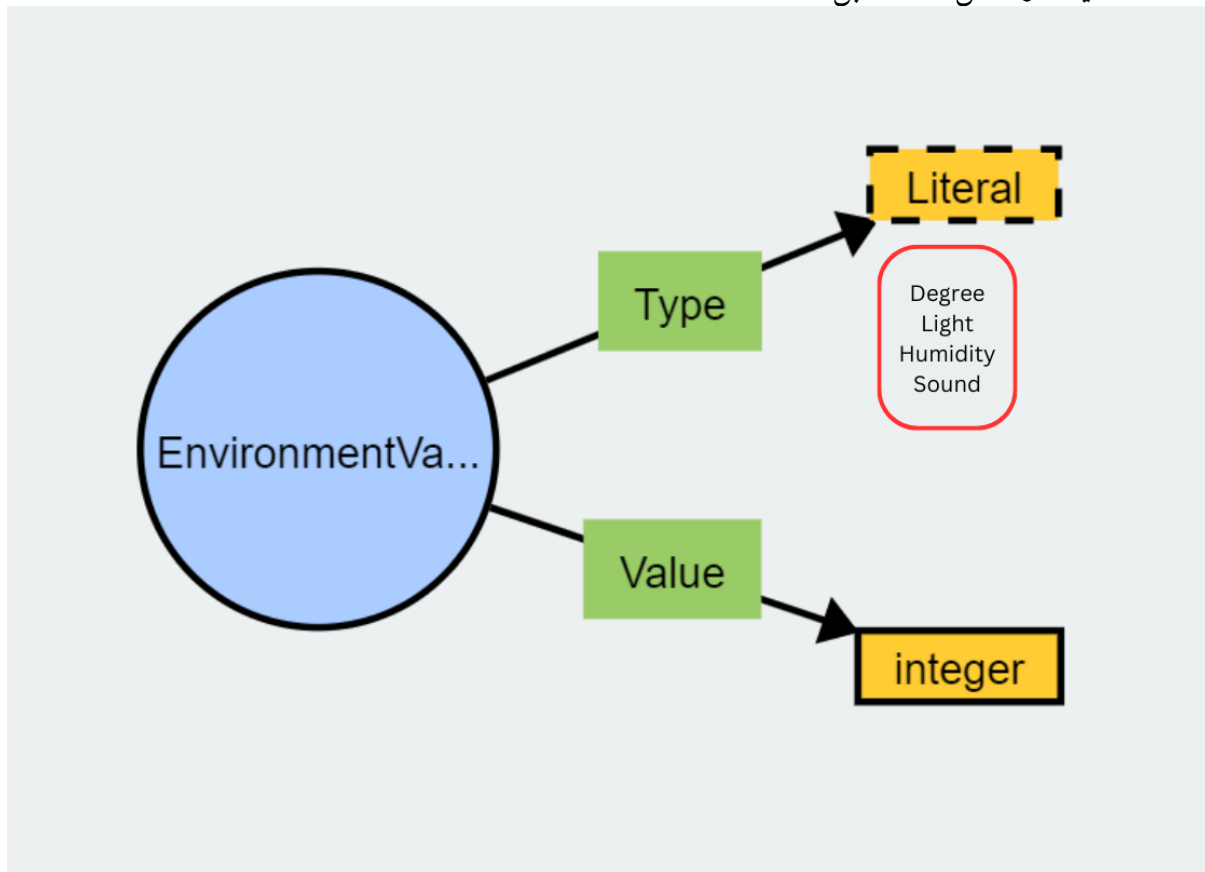 Literal
Type
Degree
Light
Humidity
Sound
EnvironmentVa...
Value
integer